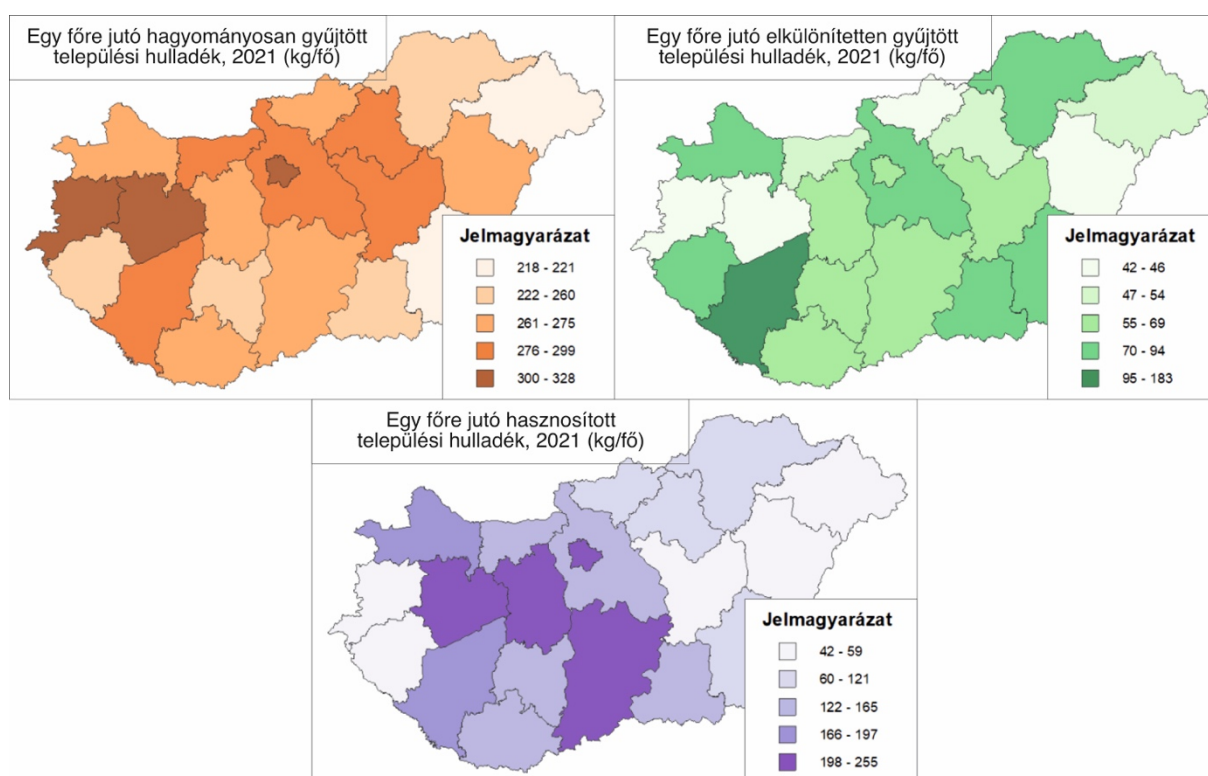 Egy főre jutó hagyományosan gyűjtött
települési hulladék, 2021 (kg/fő)
Jelmagyarázat
218 - 221
222 - 260
261 - 275
276 - 299
300 - 328
Egy főre jutó elkülönítetten gyűjtött
települési hulladék, 2021 (kg/fő)
Jelmagyarázat
42 - 46
47 - 54
55 - 69
70 - 94
95 - 183
Egy főre jutó hasznosított
települési hulladék, 2021 (kg/fő)
Jelmagyarázat
42 - 59
60 - 121
122 - 165
166 - 197
198 - 255